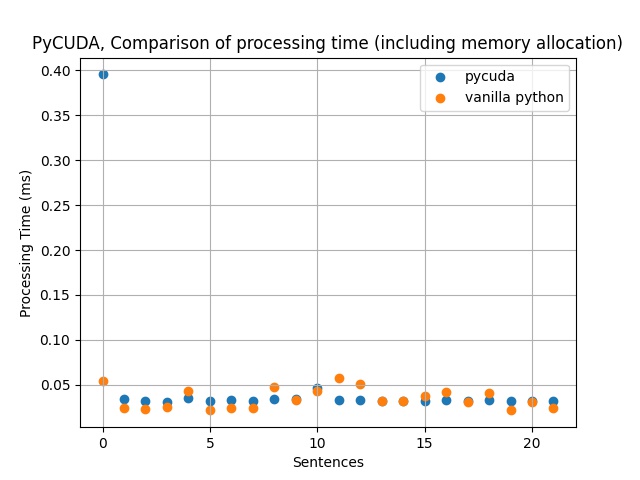 PyCUDA, Comparison of processing time (including memory allocation)
pycuda
vanilla python
0.40
0.35
0.30
0.25
0.20
0.15
0.10
0.05
Processing Time (ms)
0 5 10 15 20
Sentences